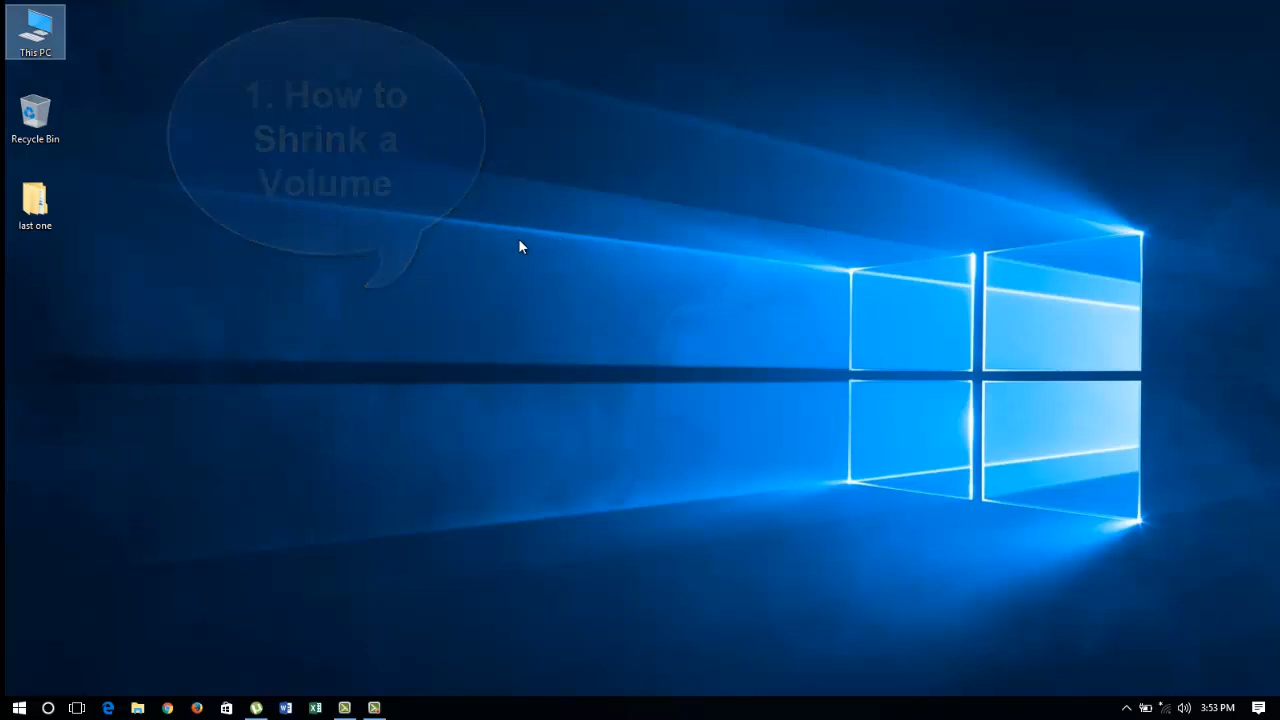 This PC
1. How to
Shrink a
Volume
Recycle Bin
last one
3:53 PM